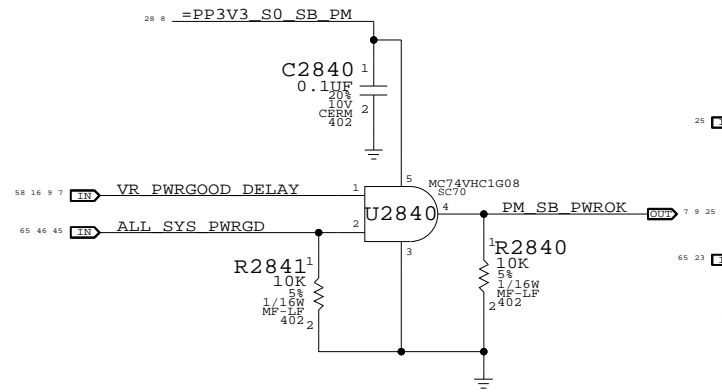 28 8 =PP3V3_S0_SB_PM
C2840 1
0.1UF
20%
10V 2
CERM
402
25
5
MC74VHC1G08
SC70
58 16 9 7 IN VR_PWRGOOD_DELAY 1
U2840 4 PM_SB_PWROK OUT 7 9 25
65 46 45 IN ALL_SYS_PWRGD 2
3
R2841 1
10K
5%
1/16W
MF-LF
402 2
1 R2840
10K
5%
1/16W
MF-LF
2 402
65 23